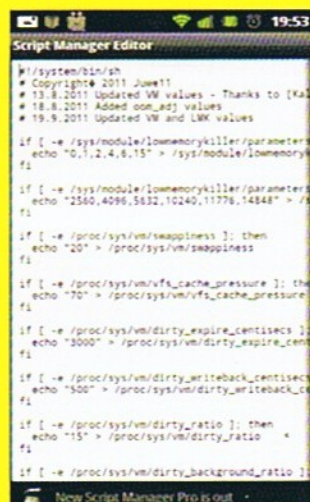 19:53
Script Manager Editor
#!/system/bin/sh
# Copyright� 2011 Juwe11
# 13.8.2011 Updated VM values - Thanks to [Ka
# 18.8.2011 Added oom_adj values
# 19.9.2011 Updated VM and LMK values
if [ -e /sys/module/lowmemorykiller/parameters
echo "0,1,2,4,6,15" > /sys/module/lowmemoryk
fi
if [ -e /sys/module/lowmemorykiller/parameters
echo "2560,4096,5632,10240,11776,14848" > /s
fi
if [ -e /proc/sys/vm/swappiness ]; then
echo "20" > /proc/sys/vm/swappiness
fi
if [ -e /proc/sys/vm/vfs_cache_pressure ]; the
echo "70" > /proc/sys/vm/vfs_cache_pressure
fi
if [ -e /proc/sys/vm/dirty_expire_centisecs ];
echo "3000" > /proc/sys/vm/dirty_expire_cent
fi
if [ -e /proc/sys/vm/dirty_writeback_centisecs
echo "500" > /proc/sys/vm/dirty_writeback_ce
fi
if [ -e /proc/sys/vm/dirty_ratio ]; then
echo "15" > /proc/sys/vm/dirty_ratio
fi
if [ -e /proc/sys/vm/dirty_background_ratio ];
New Script Manager Pro is out